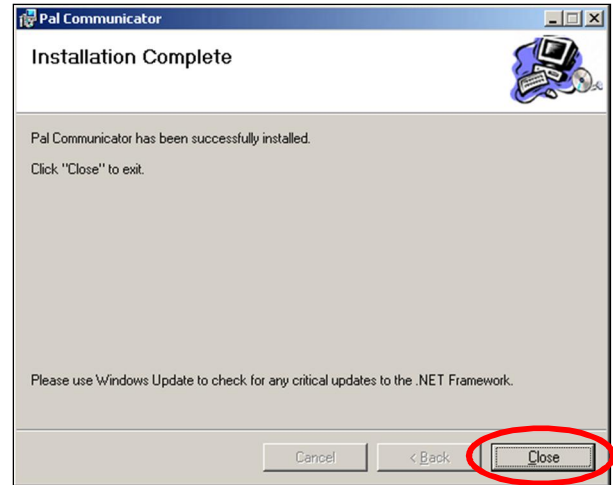 Pal Communicator
Installation Complete
Pal Communicator has been successfully installed.
Click "Close" to exit.
Please use Windows Update to check for any critical updates to the .NET Framework.
Cancel < Back Close